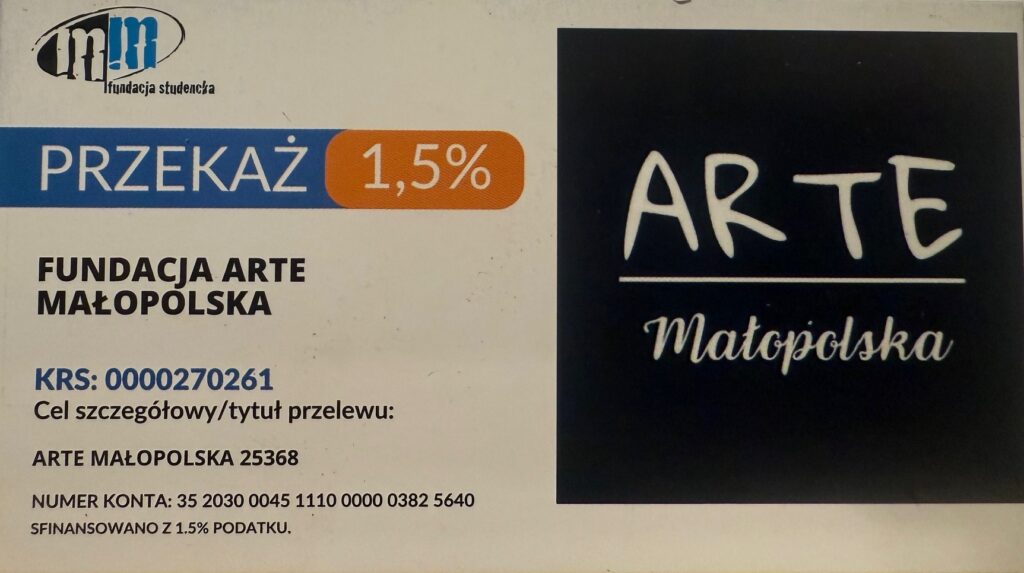 mm
fundacja studencka
PRZEKAŻ 1,5%
FUNDACJA ARTE
MAŁOPOLSKA
KRS: 0000270261
Cel szczegółowy/tytuł przelewu:
ARTE MAŁOPOLSKA 25368
NUMER KONTA: 35 2030 0045 1110 0000 0382 5640
SFINANSOWANO Z 1.5% PODATKU.
ARTE
Małopolska